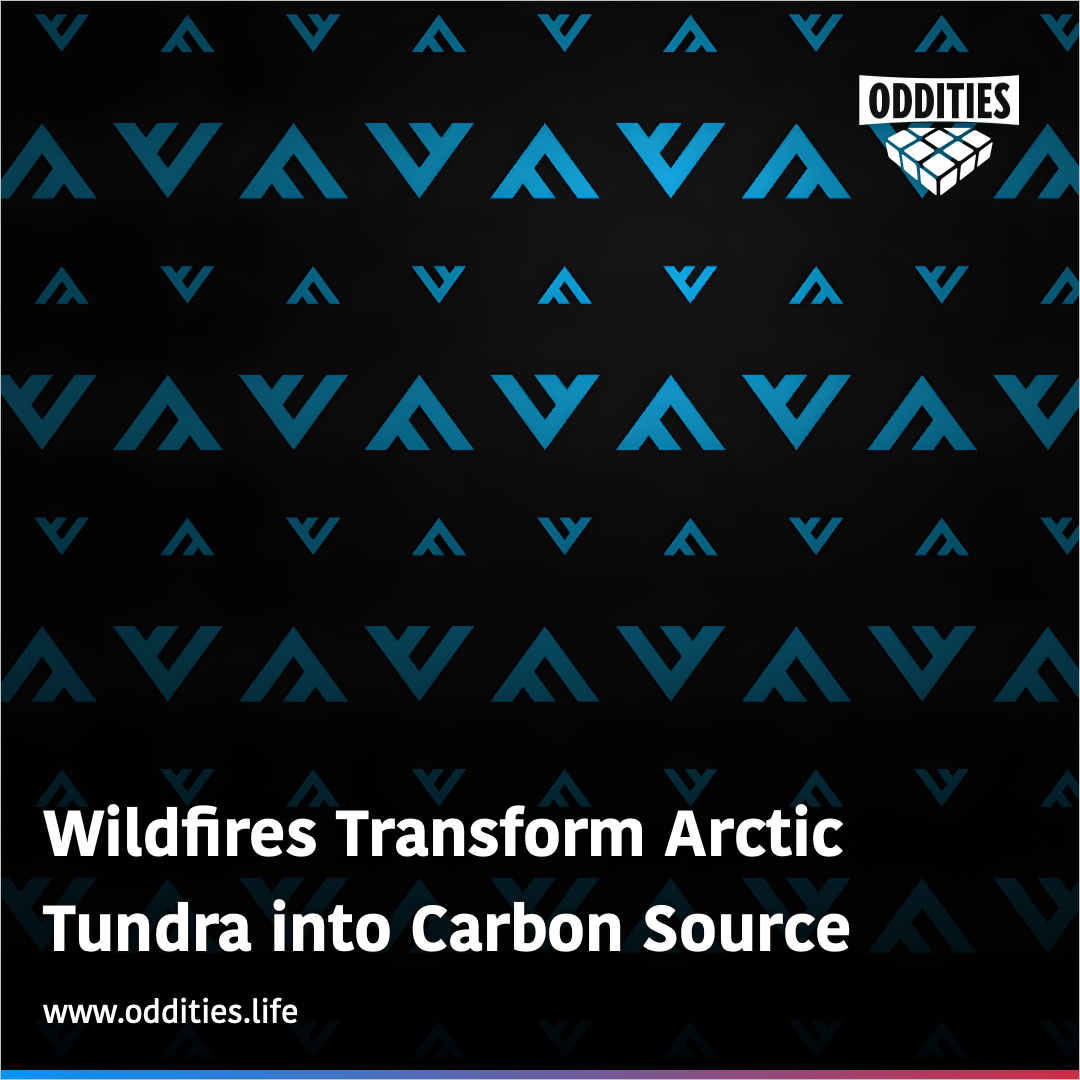 ODDITIES
Wildfires Transform Arctic
Tundra into Carbon Source
www.oddities.life